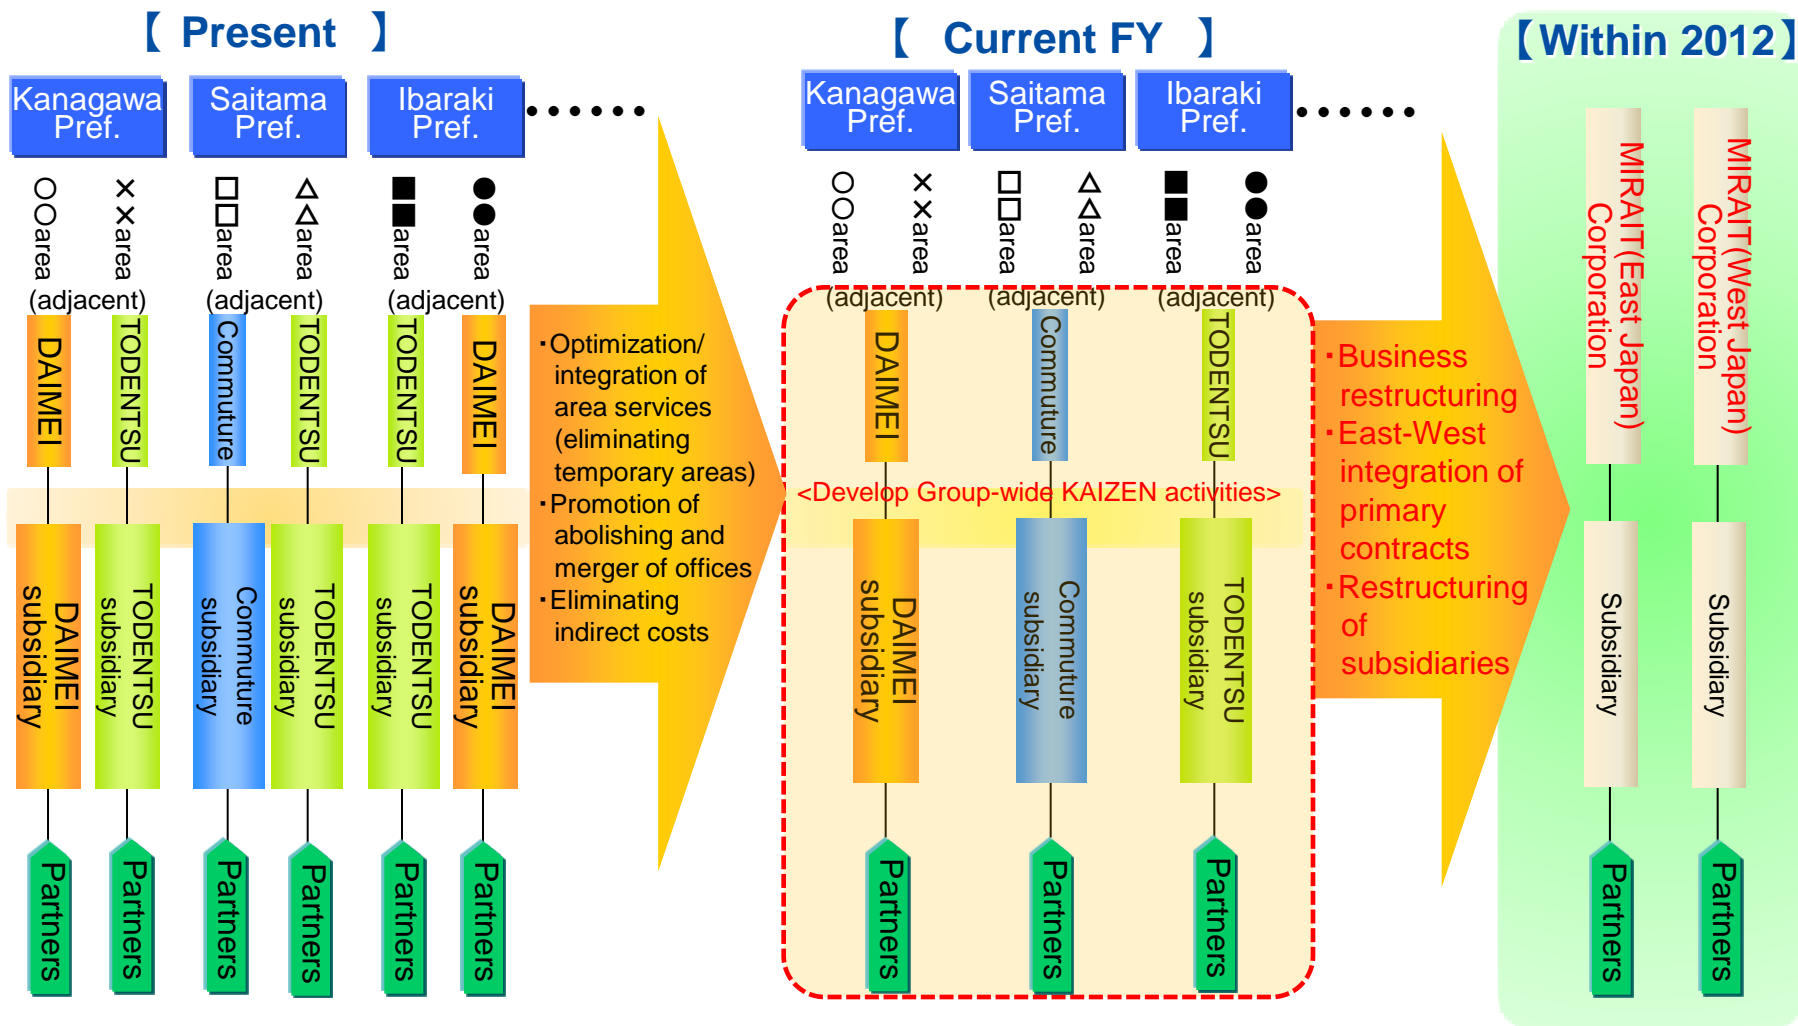 【 Present 】
Kanagawa
Pref.
Saitama
Pref.
Ibaraki
Pref.
••••••
○○area
××area
□□area
△△area
■■area
●●area
(adjacent)
(adjacent)
(adjacent)
DAIMEI
TODENTSU
Commuture
TODENTSU
TODENTSU
DAIMEI
DAIMEI
subsidiary
TODENTSU
subsidiary
Commuture
subsidiary
TODENTSU
subsidiary
TODENTSU
subsidiary
DAIMEI
subsidiary
Partners
Partners
Partners
Partners
Partners
Partners
・Optimization/
integration of
area services
(eliminating
temporary areas)
・Promotion of
abolishing and
merger of offices
・Eliminating
indirect costs
【 Current FY 】
Kanagawa
Pref.
Saitama
Pref.
Ibaraki
Pref.
••••••
○○area
××area
□□area
△△area
■■area
●●area
(adjacent)
(adjacent)
(adjacent)
DAIMEI
Commuture
TODENTSU
<Develop Group-wide KAIZEN activities>
DAIMEI
subsidiary
Commuture
subsidiary
TODENTSU
subsidiary
Partners
Partners
Partners
・Business
restructuring
・East-West
integration of
primary
contracts
・Restructuring
of
subsidiaries
【Within 2012】
MIRAIT(East Japan)
Corporation
MIRAIT(West Japan)
Corporation
Subsidiary
Subsidiary
Partners
Partners